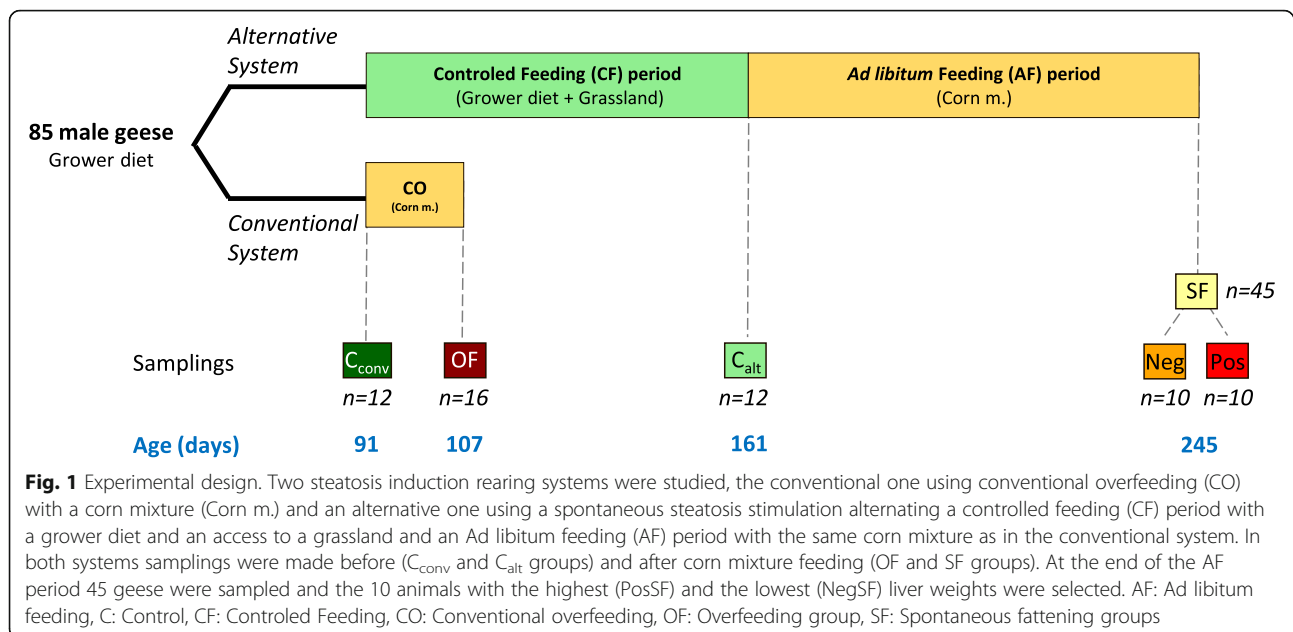 Alternative
System
Controled Feeding (CF) period
(Grower diet + Grassland)
Ad libitum Feeding (AF) period
(Corn m.)
85 male geese
Grower diet
CO
(Corn m.)
Conventional
System
SF n=45
Samplings
Cconv OF Calt Neg Pos
n=12 n=16 n=12 n=10 n=10
Age (days) 91 107 161 245
Fig. 1 Experimental design. Two steatosis induction rearing systems were studied, the conventional one using conventional overfeeding (CO)
with a corn mixture (Corn m.) and an alternative one using a spontaneous steatosis stimulation alternating a controlled feeding (CF) period with
a grower diet and an access to a grassland and an Ad libitum feeding (AF) period with the same corn mixture as in the conventional system. In
both systems samplings were made before (Cconv and Calt groups) and after corn mixture feeding (OF and SF groups). At the end of the AF
period 45 geese were sampled and the 10 animals with the highest (PosSF) and the lowest (NegSF) liver weights were selected. AF: Ad libitum
feeding, C: Control, CF: Controled Feeding, CO: Conventional overfeeding, OF: Overfeeding group, SF: Spontaneous fattening groups